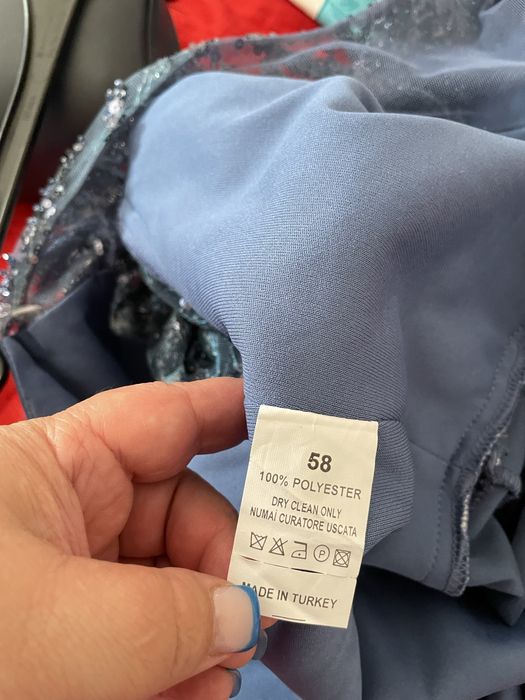 58
100% POLYESTER
DRY CLEAN ONLY
NUMAİ CURATORE USCATA
P
MADE IN TURKEY